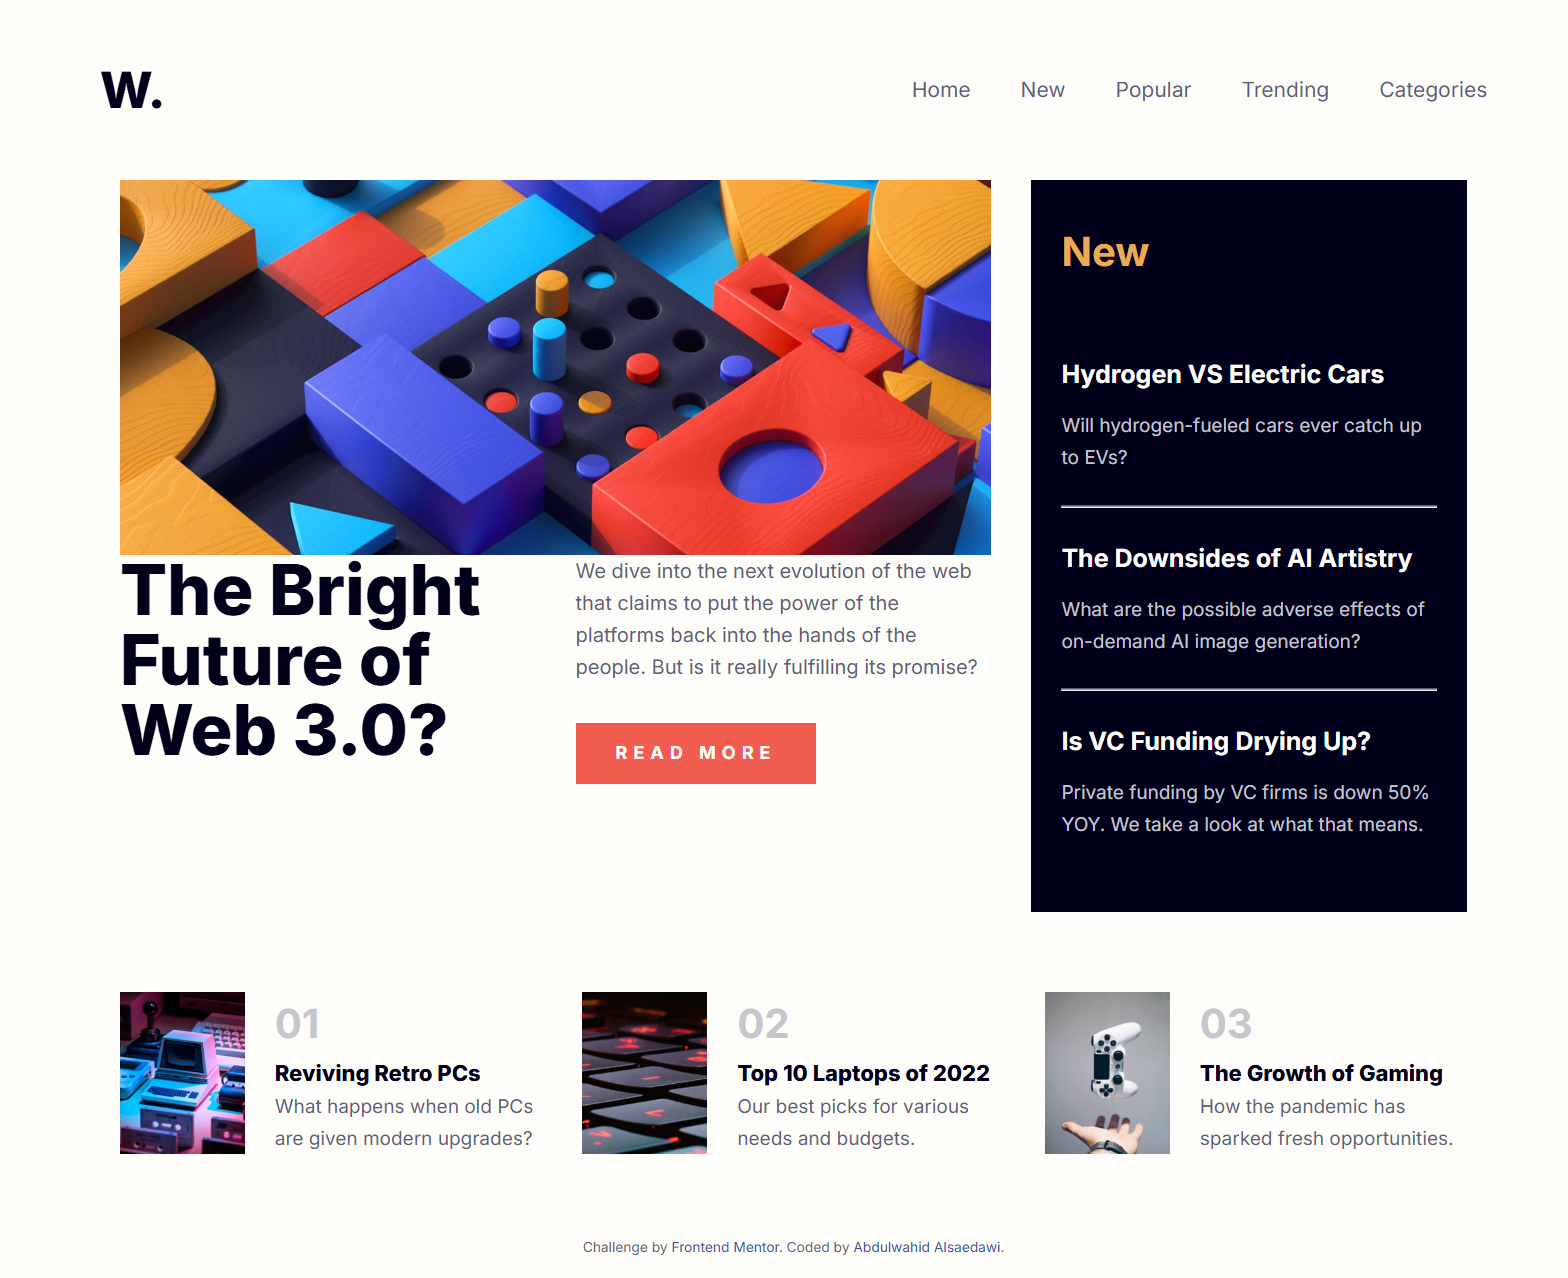 W.
Home New Popular Trending Categories
The Bright
Future of
Web 3.0?
We dive into the next evolution of the web
that claims to put the power of the
platforms back into the hands of the
people. But is it really fulfilling its promise?
READ MORE
New
Hydrogen VS Electric Cars
Will hydrogen-fueled cars ever catch up
to EVs?
The Downsides of AI Artistry
What are the possible adverse effects of
on-demand AI image generation?
Is VC Funding Drying Up?
Private funding by VC firms is down 50%
YOY. We take a look at what that means.
01
Reviving Retro PCs
What happens when old PCs
are given modern upgrades?
02
Top 10 Laptops of 2022
Our best picks for various
needs and budgets.
03
The Growth of Gaming
How the pandemic has
sparked fresh opportunities.
Challenge by Frontend Mentor. Coded by Abdulwahid Alsaedawi.